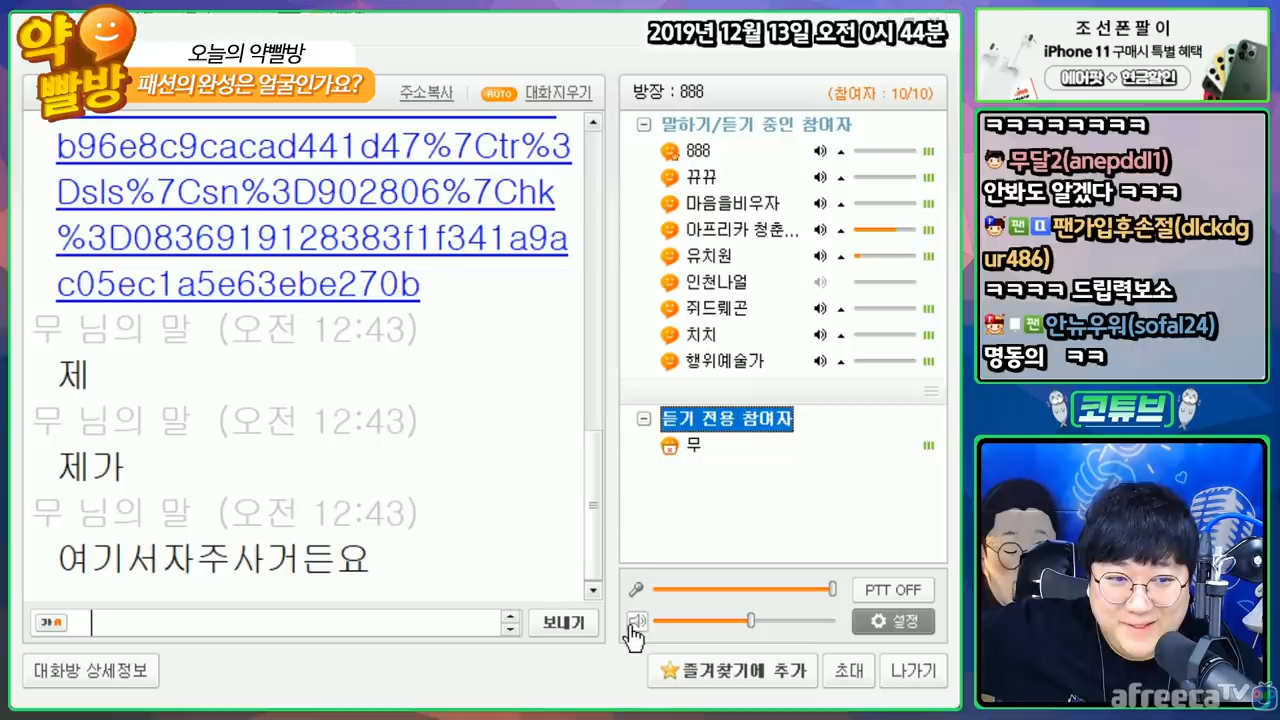 약빨방
오늘의 약빨방
패션의 완성은 얼굴인가요?
2019년 12월 13일 오전 0시 44분
주소복사
AUTO 대화지우기
b96e8c9cacad441d47%7Ctr%3
Dsls%7Csn%3D902806%7Chk
%3D0836919128383f1f341a9a
c05ec1a5e63ebe270b
무 님의 말 (오전 12:43)
제
무 님의 말 (오전 12:43)
제가
무 님의 말 (오전 12:43)
여기서자주사거든요
가A
보내기
대화방 상세정보
방장 : 888
(참여자 : 10/10)
말하기/듣기 중인 참여자
888
뀨뀨
마음을비우자
아프리카 청춘...
유치원
인천나얼
쥐드뤠곤
치치
행위예술가
듣기 전용 참여자
무
PTT OFF
설정
즐겨찾기에 추가
초대
나가기
조선폰팔이
iPhone 11 구매시 특별 혜택
에어팟 + 현금할인
ㅋㅋㅋㅋㅋㅋㅋㅋ
무달2(anepddl1)
안봐도 알겠다 ㅋㅋㅋ
팬 팬가입후손절(dlckdg
ur486)
ㅋㅋㅋㅋ 드립력보소
팬 안뉴우워(sofal24)
명동의 ㅋㅋ
코튜브
afreecaTV